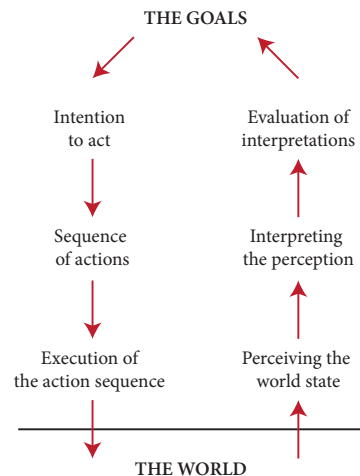 THE GOALS
Intention
to act
Sequence
of actions
Execution of
the action sequence
Evaluation of
interpretations
Interpreting
the perception
Perceiving the
world state
THE WORLD